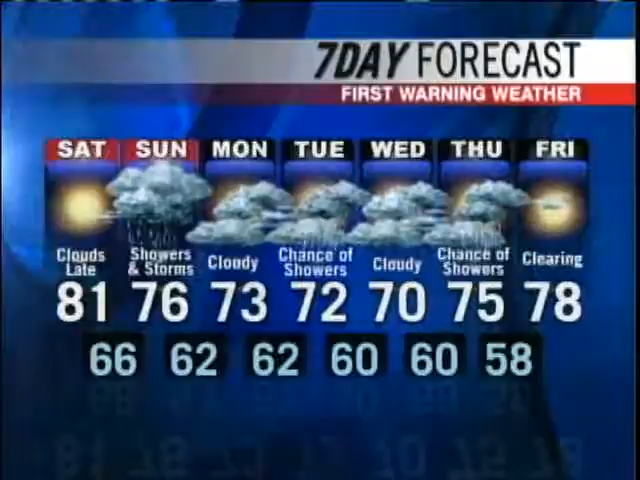 7DAY FORECAST
FIRST WARNING WEATHER
SAT SUN MON TUE WED THU FRI
Clouds Late
Showers & Storms
Cloudy
Chance of Showers
Cloudy
Chance of Showers
Clearing
81 76 73 72 70 75 78
66 62 62 60 60 58